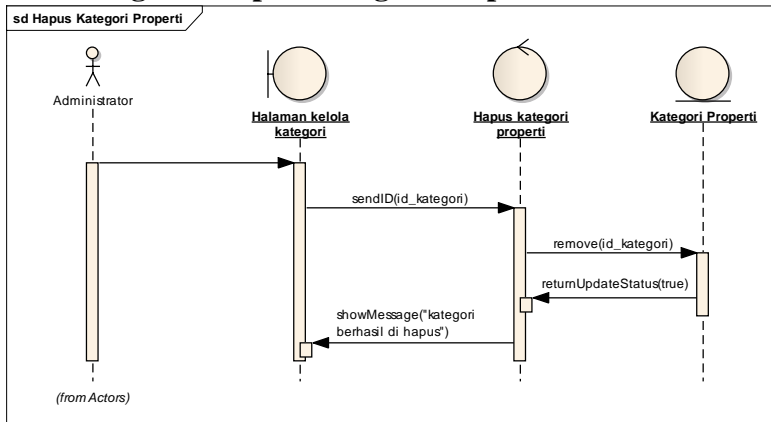 sd Hapus Kategori Properti
Administrator
Halaman kelola
kategori
Hapus kategori
properti
Kategori Properti
sendID(id_kategori)
remove(id_kategori)
returnUpdateStatus(true)
showMessage("kategori
berhasil di hapus")
(from Actors)